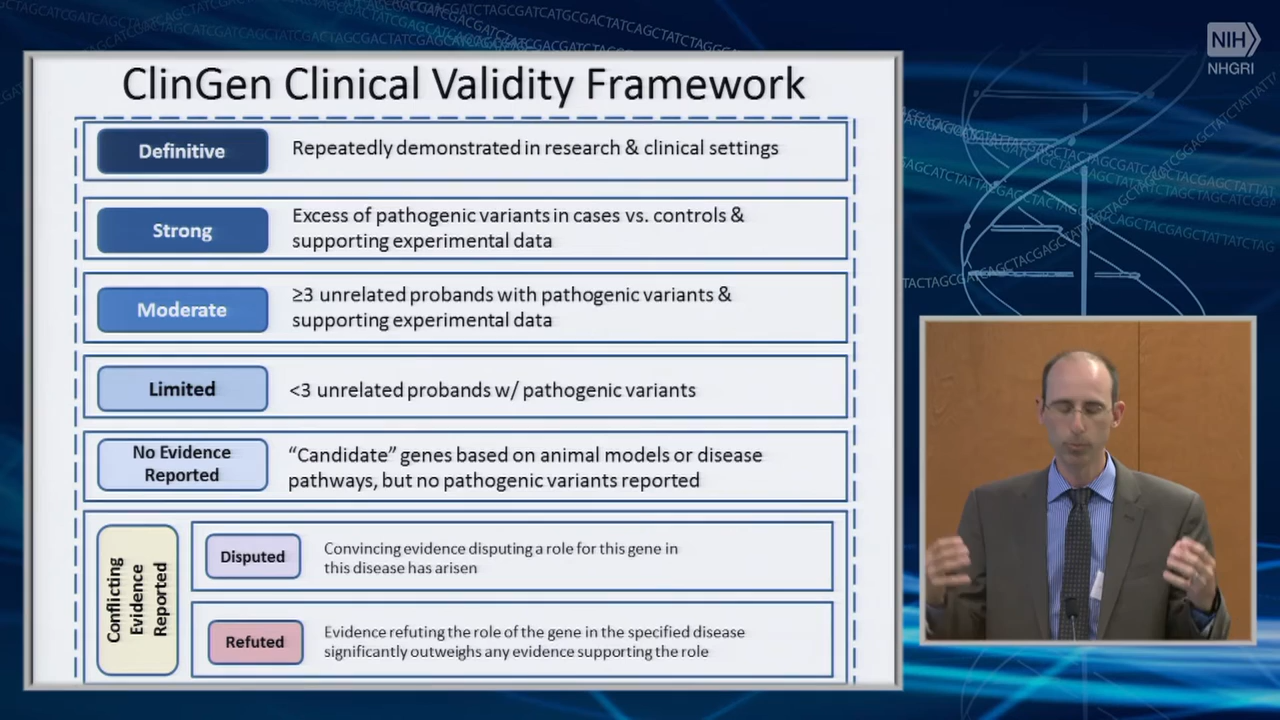 NIH
NHGRI
ClinGen Clinical Validity Framework
Definitive
Repeatedly demonstrated in research & clinical settings
Strong
Excess of pathogenic variants in cases vs. controls &
supporting experimental data
Moderate
≥3 unrelated probands with pathogenic variants &
supporting experimental data
Limited
<3 unrelated probands w/ pathogenic variants
No Evidence
Reported
“Candidate” genes based on animal models or disease
pathways, but no pathogenic variants reported
Conflicting
Evidence
Reported
Disputed
Convincing evidence disputing a role for this gene in
this disease has arisen
Refuted
Evidence refuting the role of the gene in the specified disease
significantly outweighs any evidence supporting the role